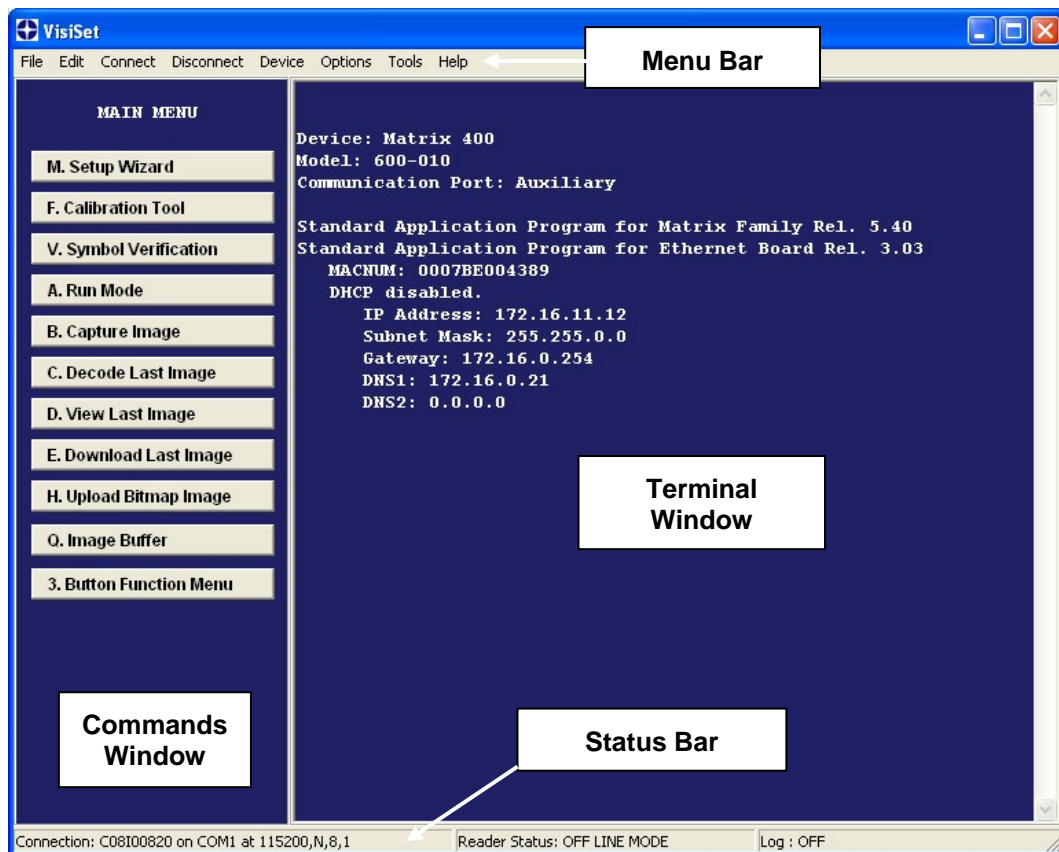 VisiSet
File Edit Connect Disconnect Device Options Tools Help
Menu Bar
MAIN MENU
M. Setup Wizard
F. Calibration Tool
V. Symbol Verification
A. Run Mode
B. Capture Image
C. Decode Last Image
D. View Last Image
E. Download Last Image
H. Upload Bitmap Image
Q. Image Buffer
3. Button Function Menu
Commands
Window
Device: Matrix 400
Model: 600-010
Communication Port: Auxiliary
Standard Application Program for Matrix Family Rel. 5.40
Standard Application Program for Ethernet Board Rel. 3.03
MACNUM: 0007BE004389
DHCP disabled.
IP Address: 172.16.11.12
Subnet Mask: 255.255.0.0
Gateway: 172.16.0.254
DNS1: 172.16.0.21
DNS2: 0.0.0.0
Terminal
Window
Status Bar
Connection: C08I00820 on COM1 at 115200,N,8,1
Reader Status: OFF LINE MODE
Log : OFF